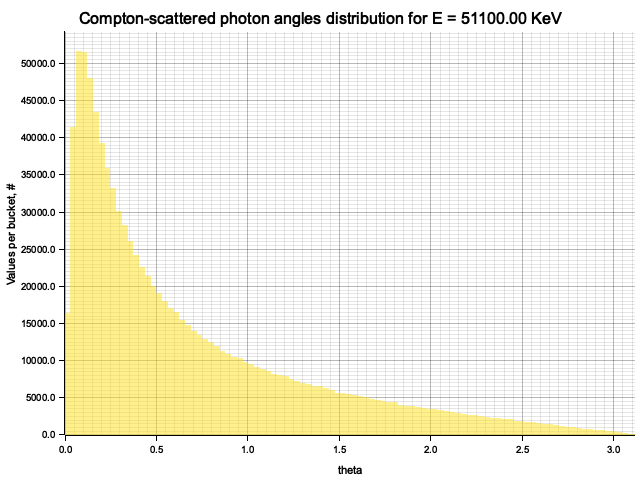 Compton-scattered photon angles distribution for E = 51100.00 KeV
50000.0
45000.0
40000.0
35000.0
30000.0
25000.0
20000.0
15000.0
10000.0
5000.0
0.0
Values per bucket, #
0.0 0.5 1.0 1.5 2.0 2.5 3.0
theta